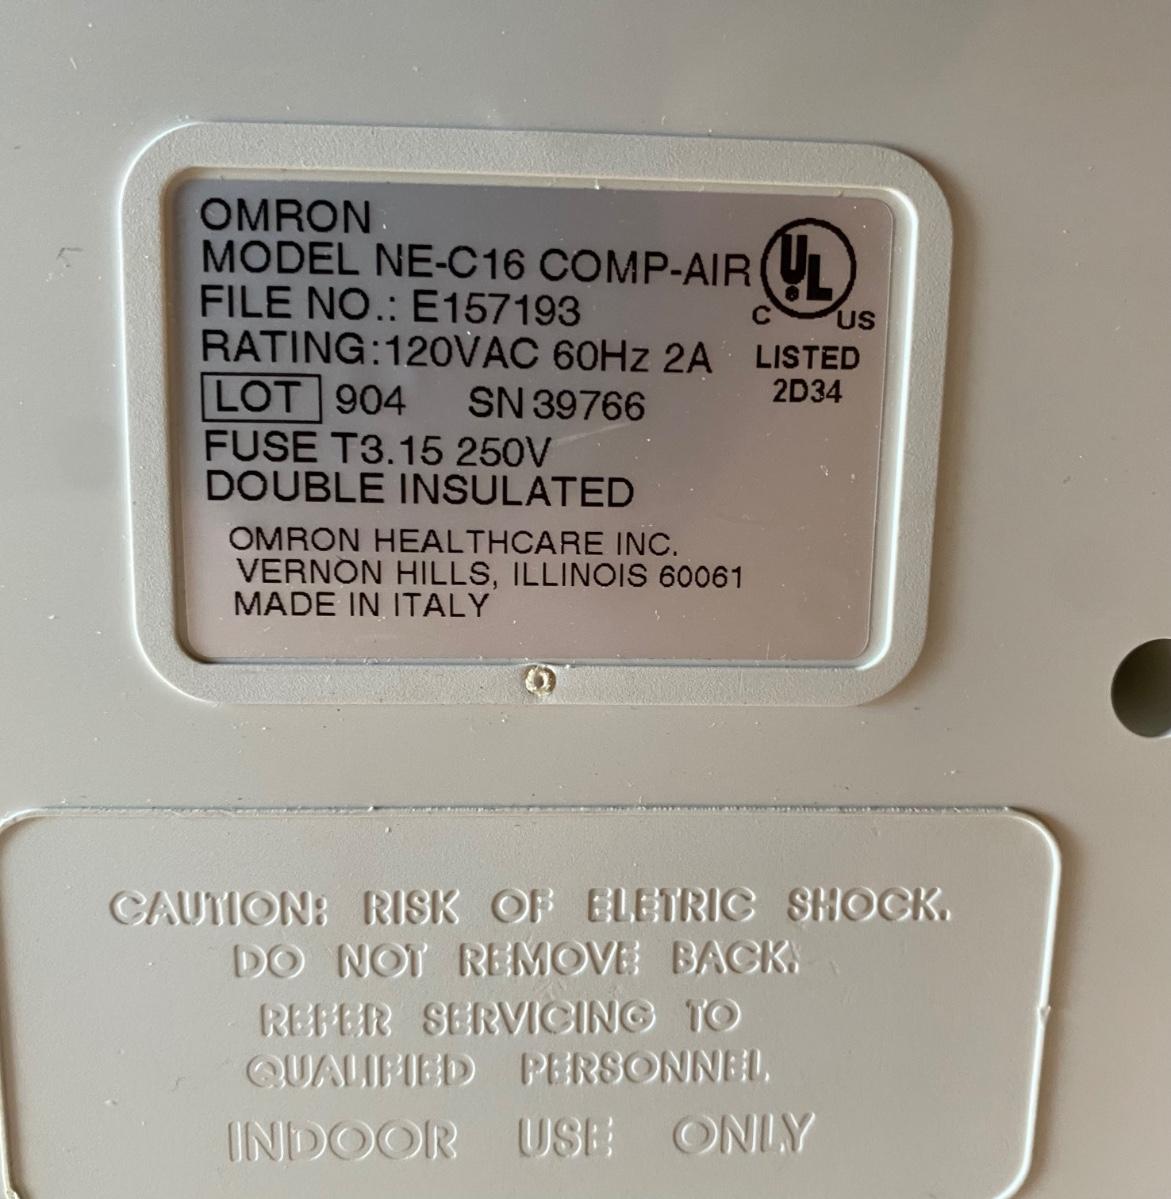 OMRON
MODEL NE-C16 COMP-AIR
FILE NO.: E157193
RATING:120VAC 60Hz 2A
LOT 904 SN 39766
FUSE T3.15 250V
DOUBLE INSULATED
OMRON HEALTHCARE INC.
VERNON HILLS, ILLINOIS 60061
MADE IN ITALY
UL ®
C US
LISTED
2D34
CAUTION: RISK OF ELETRIC SHOCK.
DO NOT REMOVE BACK.
REFER SERVICING TO
QUALIFIED PERSONNEL
INDOOR USE ONLY